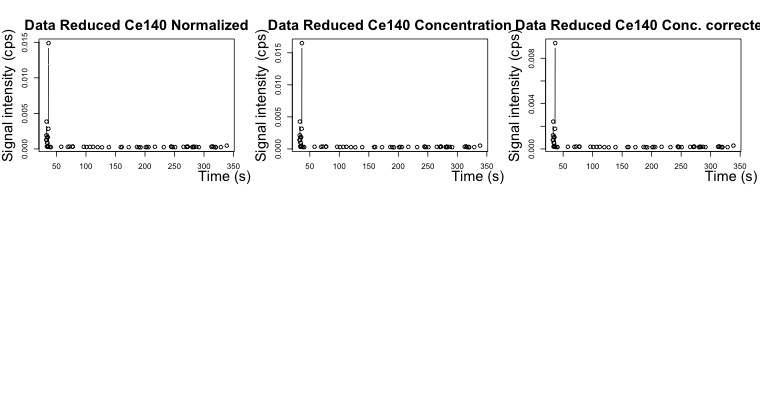 Data Reduced Ce140 Normalized
Signal intensity (cps)
0.000 0.005 0.010 0.015
50 100 150 200 250 300 350
Time (s)
Data Reduced Ce140 Concentration
Signal intensity (cps)
0.000 0.005 0.010 0.015
50 100 150 200 250 300 350
Time (s)
Data Reduced Ce140 Conc. correcte
Signal intensity (cps)
0.000 0.004 0.008
50 100 150 200 250 300 350
Time (s)